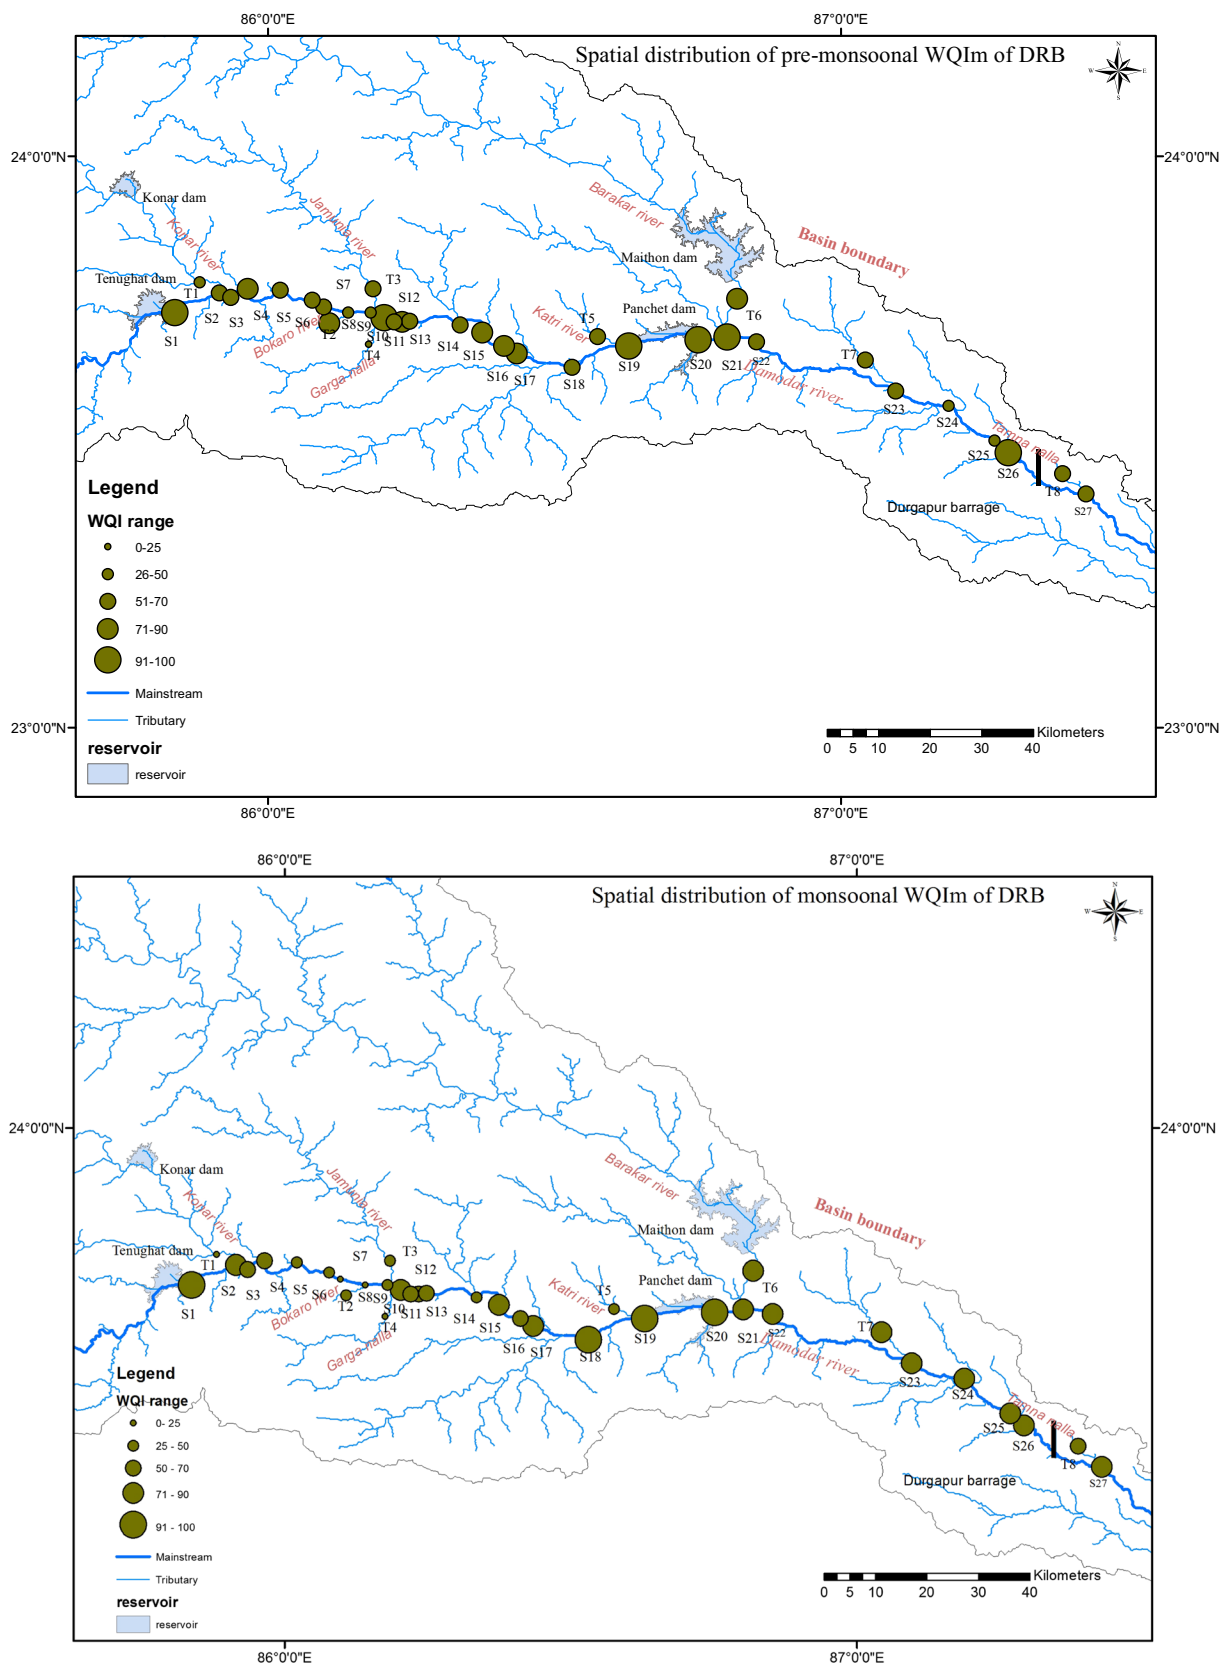 86°0'0"E
87°0'0"E
Spatial distribution of pre-monsoonal WQIm of DRB
N
W
E
S
24°0'0"N
24°0'0"N
Konar dam
Barakar river
Jamunia river
Konar river
Basin boundary
Maithon dam
Tenughat dam
T1
S7
T3
S12
Panchet dam
T6
S2
S3
S4
S5
S6
Katri river
T5
S1
Bokaro river
T2
S8
S9
S10
S11
S13
S14
S15
T4
S16
S17
S18
S19
S20
S21
S22
T7
Garga nalla
Damodar river
S23
S24
Tamna nalla
S25
S26
T8
S27
Durgapur barrage
Legend
WQI range
0-25
26-50
51-70
71-90
91-100
Mainstream
Tributary
reservoir
reservoir
23°0'0"N
23°0'0"N
Kilometers
0 5 10 20 30 40
86°0'0"E
87°0'0"E
86°0'0"E
87°0'0"E
Spatial distribution of monsoonal WQIm of DRB
N
W
E
S
24°0'0"N
24°0'0"N
Konar dam
Barakar river
Jamunia river
Konar river
Basin boundary
Maithon dam
Tenughat dam
T1
S7
T3
S12
Panchet dam
T6
S2
S3
S4
S5
S6
Katri river
T5
S1
Bokaro river
T2
S8
S9
S10
S11
S13
S14
S15
T4
S16
S17
S18
S19
S20
S21
S22
T7
Garga nalla
Damodar river
S23
S24
Tamna nalla
S25
S26
T8
S27
Durgapur barrage
Legend
WQI range
0- 25
25 - 50
50 - 70
71 - 90
91 - 100
Mainstream
Tributary
reservoir
reservoir
Kilometers
0 5 10 20 30 40
86°0'0"E
87°0'0"E